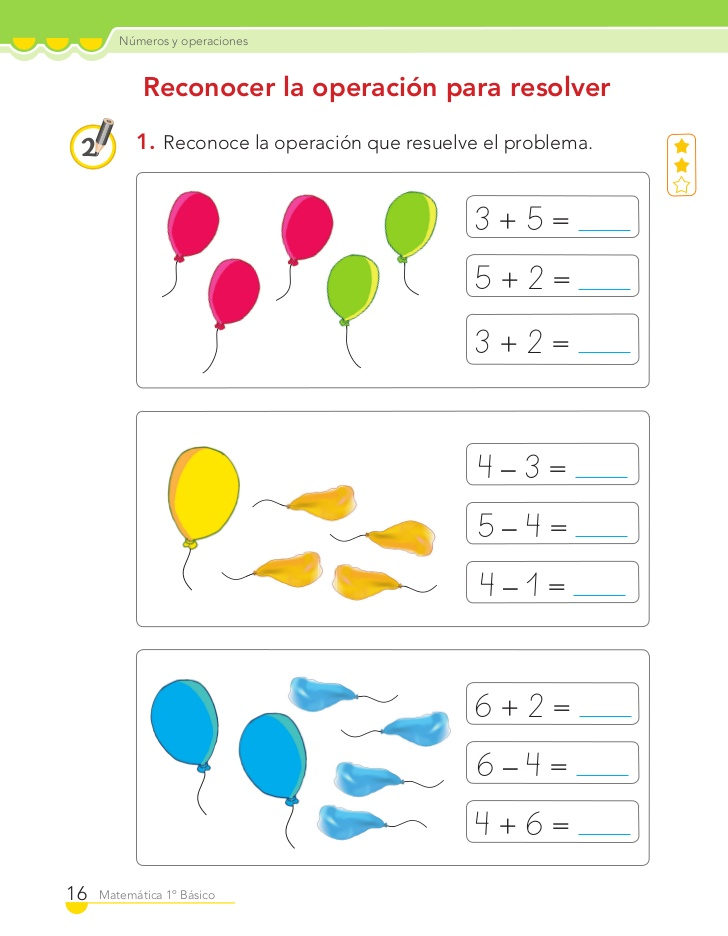 Números y operaciones
Reconocer la operación para resolver
2
1. Reconoce la operación que resuelve el problema.
3 + 5 = ____
5 + 2 = ____
3 + 2 = ____
4 – 3 = ____
5 – 4 = ____
4 – 1 = ____
6 + 2 = ____
6 – 4 = ____
4 + 6 = ____
16 Matemática 1º Básico